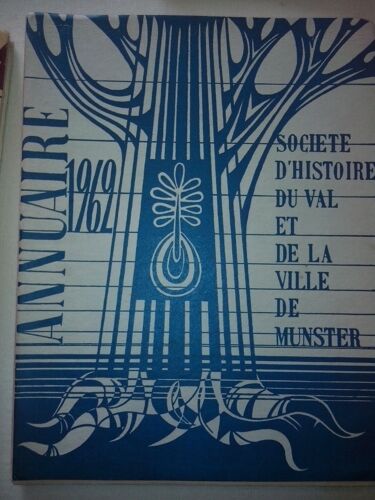 ANNUAIRE
1962
SOCIETE
D'HISTOIRE
DU VAL
ET
DE LA
VILLE
DE
MUNSTER